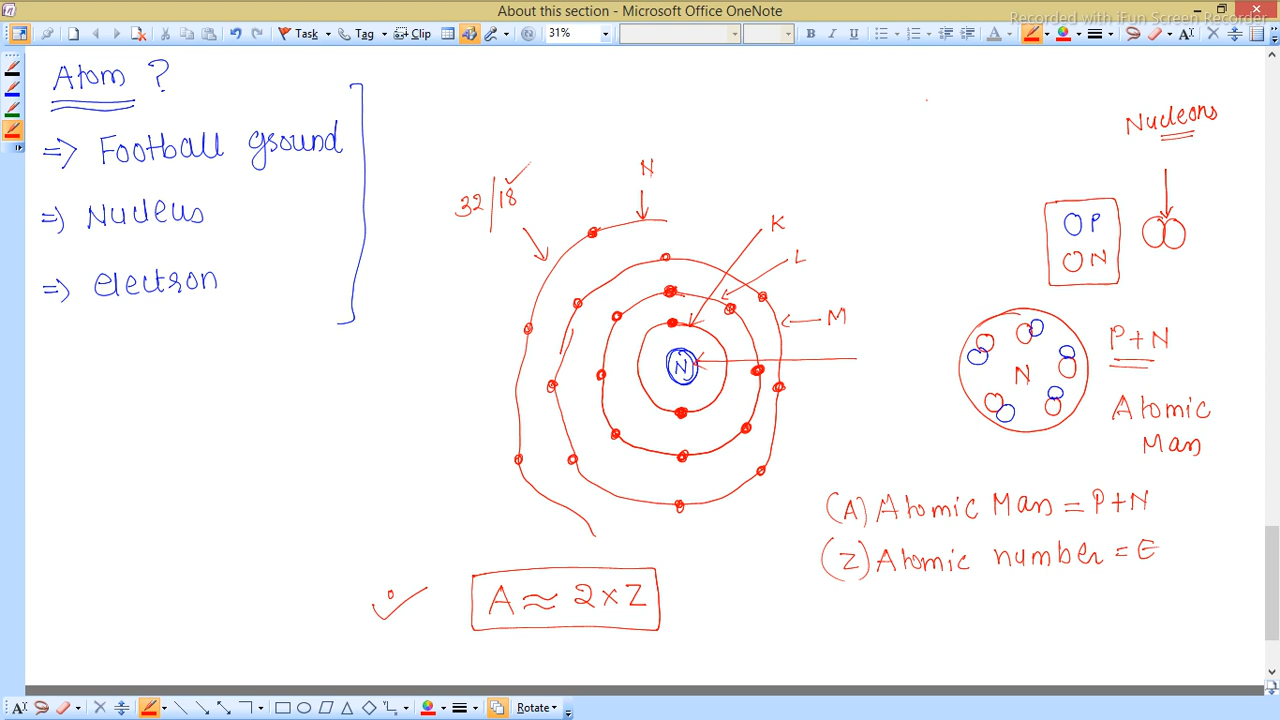 About this section - Microsoft Office OneNote
Recorded with iFun Screen Recorder
Task
Tag
Clip
31%
B I U
Atom ?
=> Football ground
=> Nucleus
=> electron
32/18
N
K
L
M
N
Nucleons
P
N
N
P+N
Atomic
Mass
(A) Atomic Mass = P+N
(Z) Atomic number = E
A ≈ 2×Z
Rotate